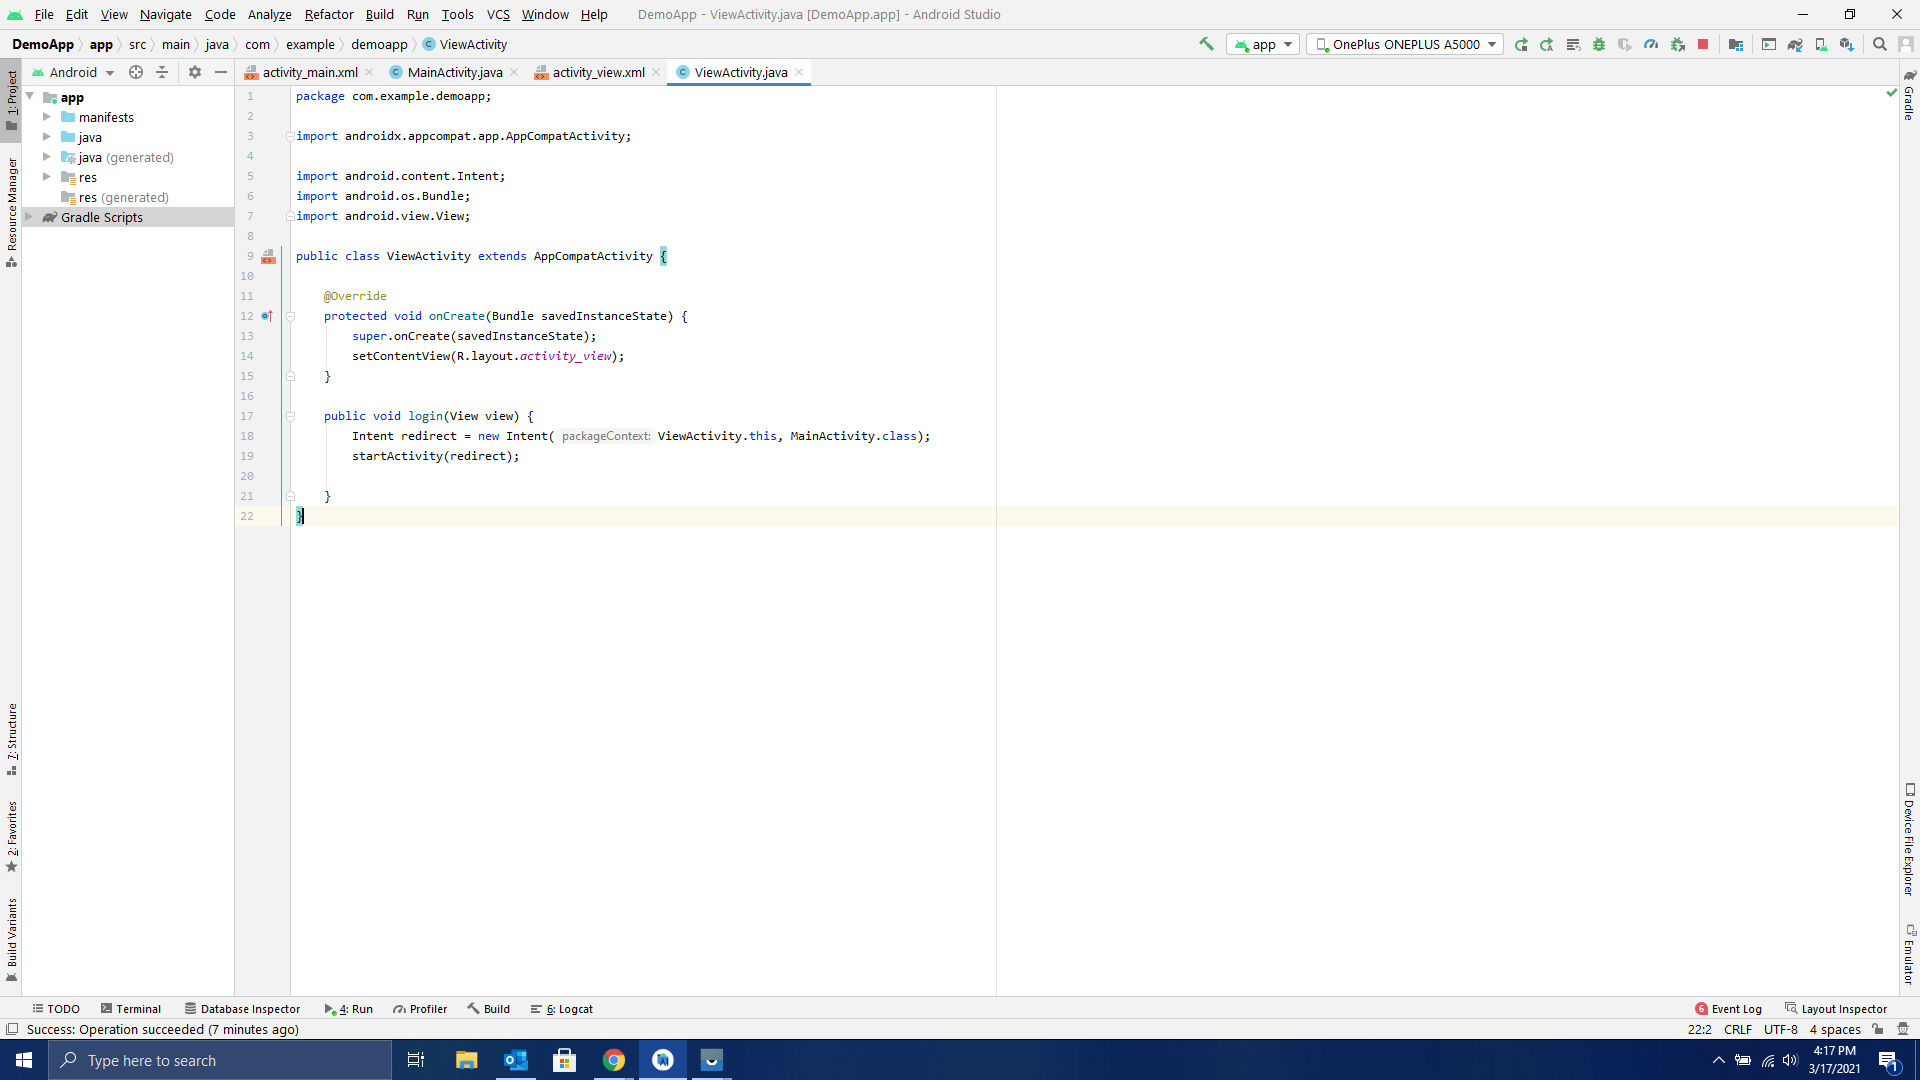 File Edit View Navigate Code Analyze Refactor Build Run Tools VCS Window Help DemoApp - ViewActivity.java [DemoApp.app] - Android Studio
DemoApp app src main java com example demoapp C ViewActivity app OnePlus ONEPLUS A5000
Android activity_main.xml C MainActivity.java activity_view.xml C ViewActivity.java
1: Project
Resource Manager
7: Structure
2: Favorites
Build Variants
app
manifests
java
java (generated)
res
res (generated)
Gradle Scripts
1 package com.example.demoapp;
2
3 import androidx.appcompat.app.AppCompatActivity;
4
5 import android.content.Intent;
6 import android.os.Bundle;
7 import android.view.View;
8
9 public class ViewActivity extends AppCompatActivity {
10
11 @Override
12 protected void onCreate(Bundle savedInstanceState) {
13 super.onCreate(savedInstanceState);
14 setContentView(R.layout.activity_view);
15 }
16
17 public void login(View view) {
18 Intent redirect = new Intent( packageContext: ViewActivity.this, MainActivity.class);
19 startActivity(redirect);
20
21 }
22 }
Gradle
Device File Explorer
Emulator
TODO Terminal Database Inspector 4: Run Profiler Build 6: Logcat 6 Event Log Layout Inspector
Success: Operation succeeded (7 minutes ago) 22:2 CRLF UTF-8 4 spaces
Type here to search
4:17 PM
3/17/2021
1